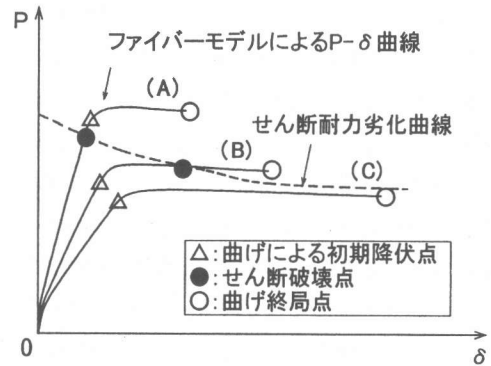 P
ファイバーモデルによるP-δ曲線
(A)
せん断耐力劣化曲線
(B)
(C)
△:曲げによる初期降伏点
●:せん断破壊点
○:曲げ終局点
0
δ